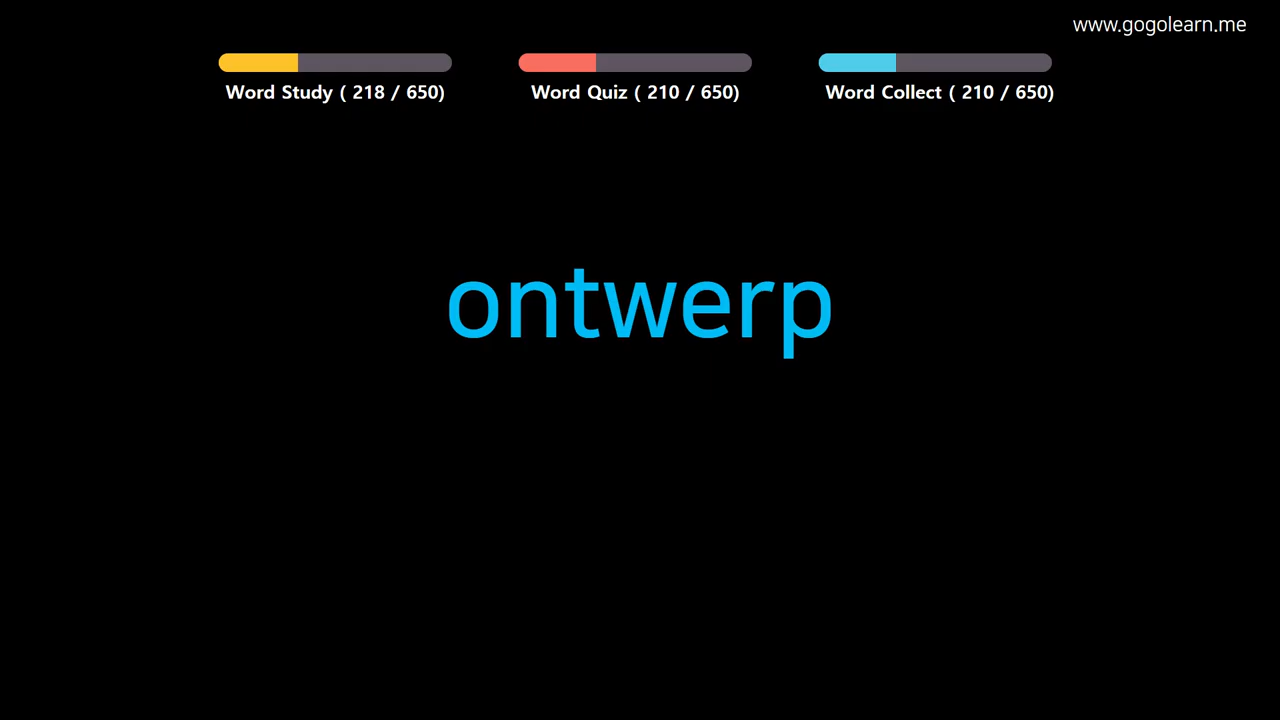 www.gogolearn.me
Word Study ( 218 / 650)
Word Quiz ( 210 / 650)
Word Collect ( 210 / 650)
ontwerp